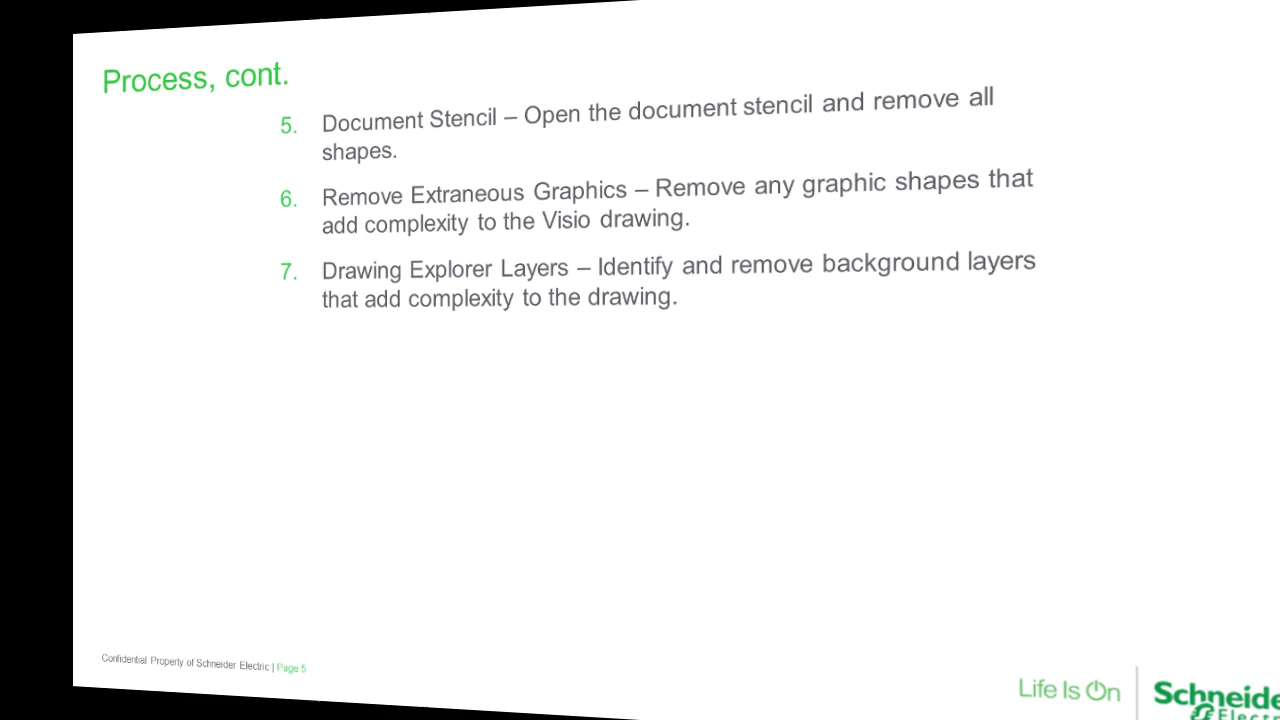 Process, cont.
5. Document Stencil – Open the document stencil and remove all
shapes.
6. Remove Extraneous Graphics – Remove any graphic shapes that
add complexity to the Visio drawing.
7. Drawing Explorer Layers – Identify and remove background layers
that add complexity to the drawing.
Confidential Property of Schneider Electric | Page 5
Life Is On